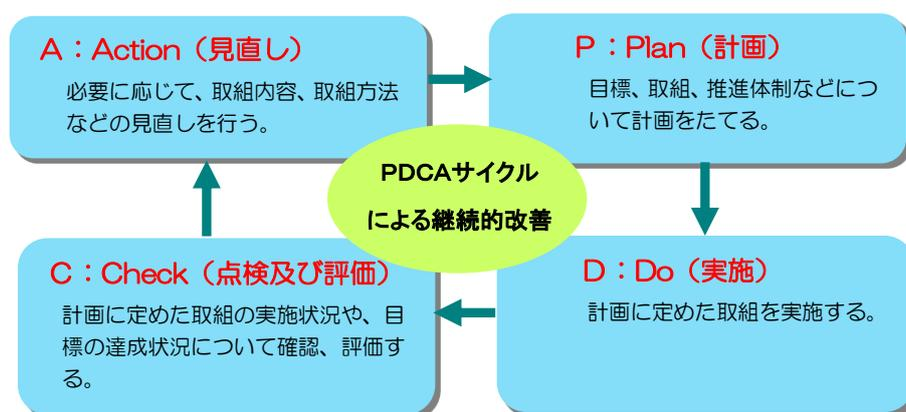 A：Action（見直し）
必要に応じて、取組内容、取組方法
などの見直しを行う。
P：Plan（計画）
目標、取組、推進体制などにつ
いて計画をたてる。
PDCAサイクル
による継続的改善
C：Check（点検及び評価）
計画に定めた取組の実施状況や、目
標の達成状況について確認、評価す
る。
D：Do（実施）
計画に定めた取組を実施する。